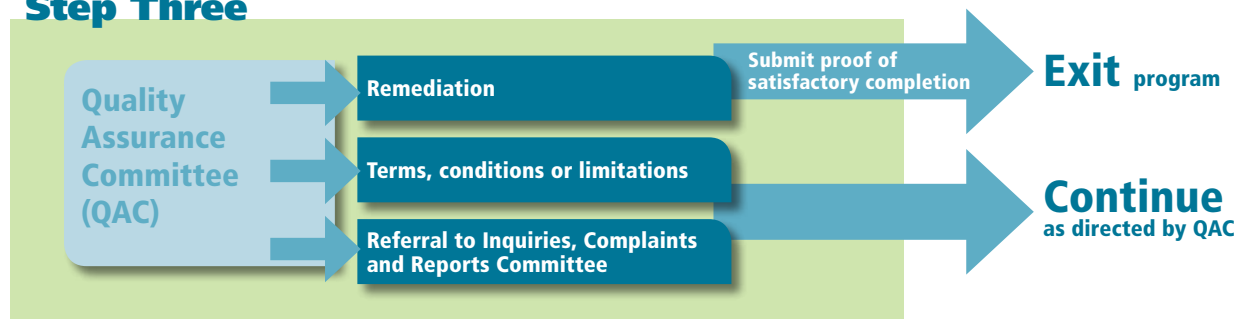 Step Three
Quality
Assurance
Committee
(QAC)
Remediation
Terms, conditions or limitations
Referral to Inquiries, Complaints
and Reports Committee
Submit proof of
satisfactory completion
Exit program
Continue
as directed by QAC